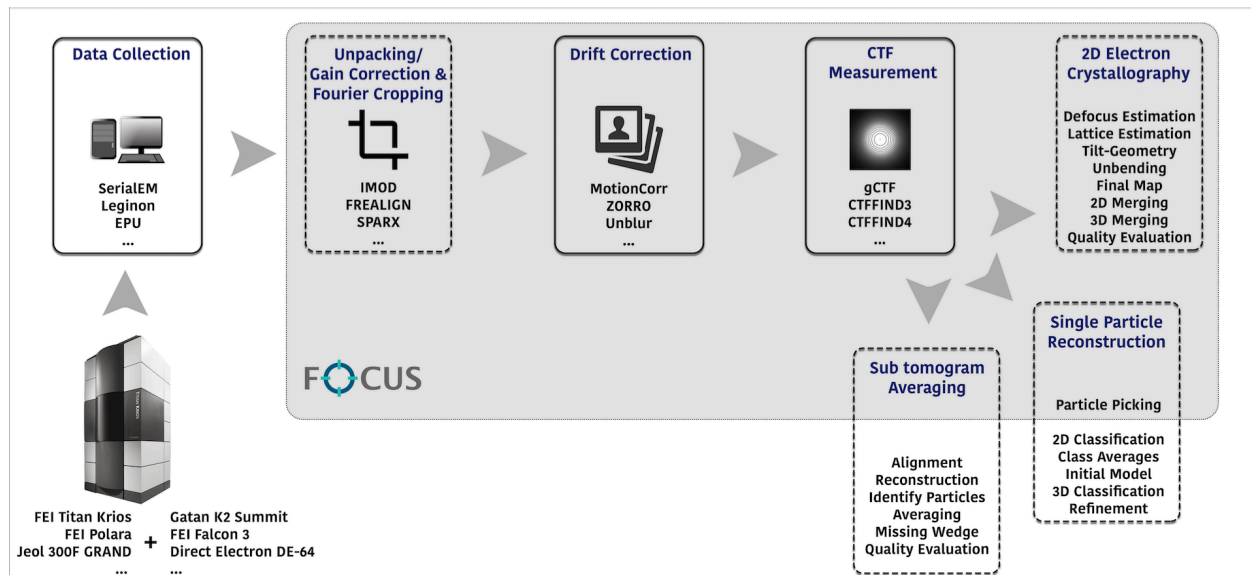 Data Collection
SerialEM
Leginon
EPU
...
Unpacking/
Gain Correction &
Fourier Cropping
IMOD
FREALIGN
SPARX
...
Drift Correction
MotionCorr
ZORRO
Unblur
...
CTF
Measurement
gCTF
CTFFIND3
CTFFIND4
...
2D Electron
Crystallography
Defocus Estimation
Lattice Estimation
Tilt-Geometry
Unbending
Final Map
2D Merging
3D Merging
Quality Evaluation
FOCUS
Sub tomogram
Averaging
Alignment
Reconstruction
Identify Particles
Averaging
Missing Wedge
Quality Evaluation
Single Particle
Reconstruction
Particle Picking
2D Classification
Class Averages
Initial Model
3D Classification
Refinement
TITAN KRIOS
FEI Titan Krios
FEI Polara
Jeol 300F GRAND
...
+
Gatan K2 Summit
FEI Falcon 3
Direct Electron DE-64
...